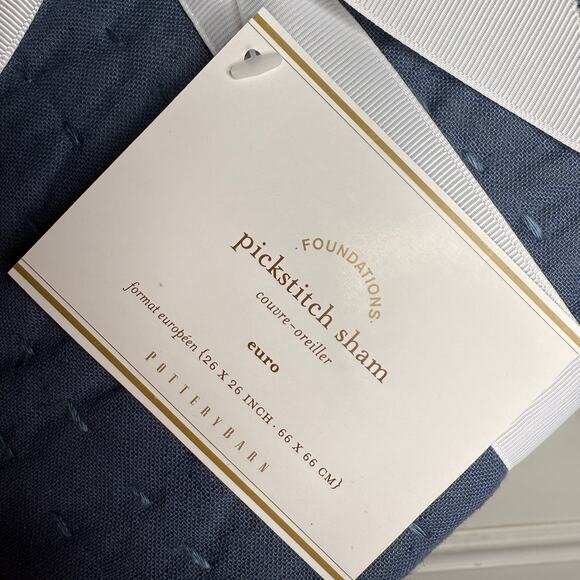 ·FOUNDATIONS·
pickstitch sham
couvre-oreiller
euro
format européen {26 X 26 INCH · 66 X 66 CM}
POTTERYBARN